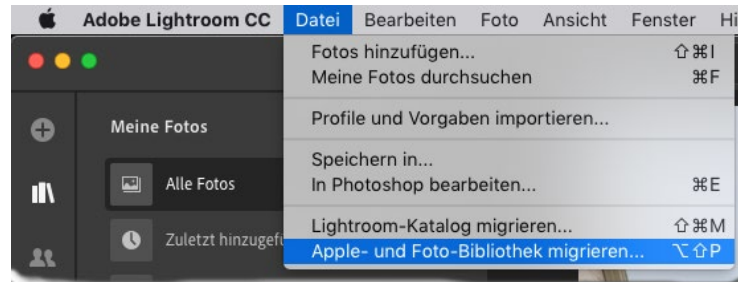 Adobe Lightroom CC Datei Bearbeiten Foto Ansicht Fenster
Fotos hinzufügen... ⇧⌘I
Meine Fotos durchsuchen ⌘F
Meine Fotos
Profile und Vorgaben importieren...
Speichern in...
Alle Fotos
In Photoshop bearbeiten... ⌘E
Lightroom-Katalog migrieren... ⇧⌘M
Zuletzt
Apple- und Foto-Bibliothek migrieren... ⌥⇧P